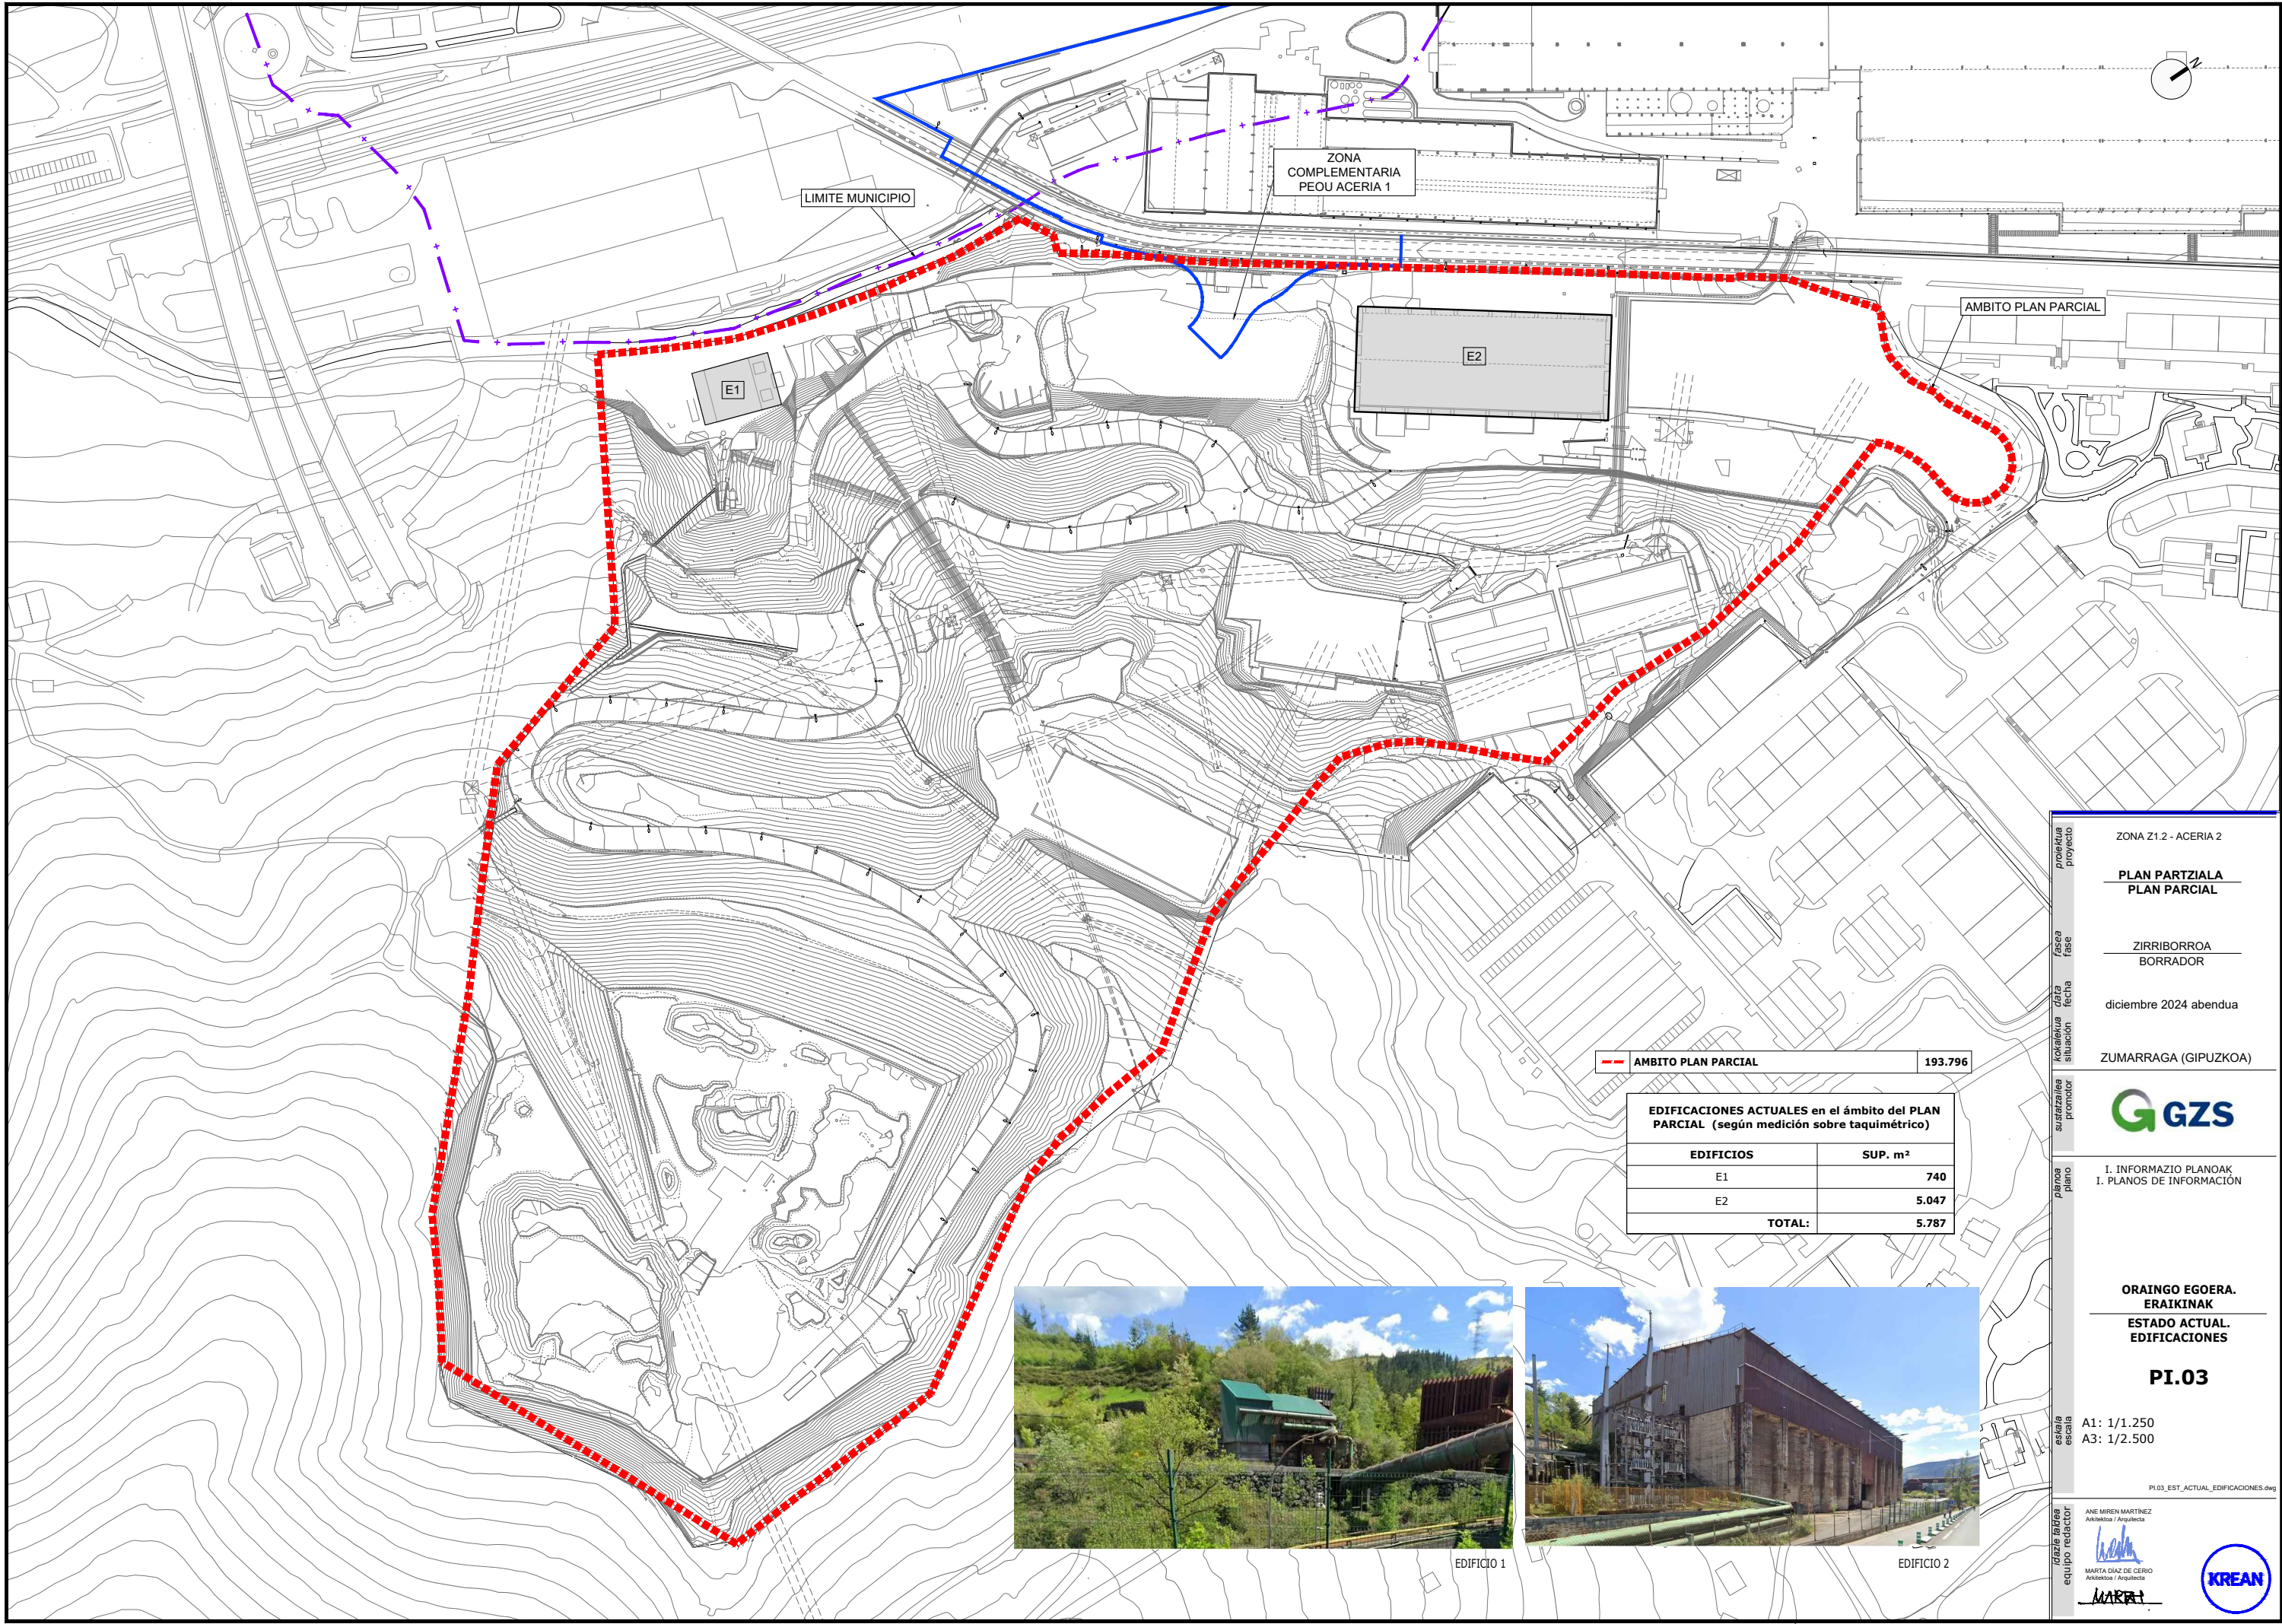 N
ZONA
COMPLEMENTARIA
PEOU ACERIA 1
LIMITE MUNICIPIO
AMBITO PLAN PARCIAL
E1
E2
AMBITO PLAN PARCIAL 193.796
EDIFICACIONES ACTUALES en el ámbito del PLAN
PARCIAL (según medición sobre taquimétrico)
EDIFICIOS SUP. m²
E1 740
E2 5.047
TOTAL: 5.787
EDIFICIO 1
EDIFICIO 2
proiektua
proyecto
ZONA Z1.2 - ACERIA 2
PLAN PARTZIALA
PLAN PARCIAL
fasea
fase
ZIRRIBORROA
BORRADOR
data
fecha
diciembre 2024 abendua
kokalekua
situación
ZUMARRAGA (GIPUZKOA)
sustatzailea
promotor
GZS
planoa
plano
I. INFORMAZIO PLANOAK
I. PLANOS DE INFORMACIÓN
ORAINGO EGOERA.
ERAIKINAK
ESTADO ACTUAL.
EDIFICACIONES
PI.03
eskala
escala
A1: 1/1.250
A3: 1/2.500
PI.03_EST_ACTUAL_EDIFICACIONES.dwg
idazle taldea
equipo redactor
ANE MIREN MARTÍNEZ
Arkitektoa / Arquitecta
MARTA DÍAZ DE CERIO
Arkitektoa / Arquitecta
KREAN